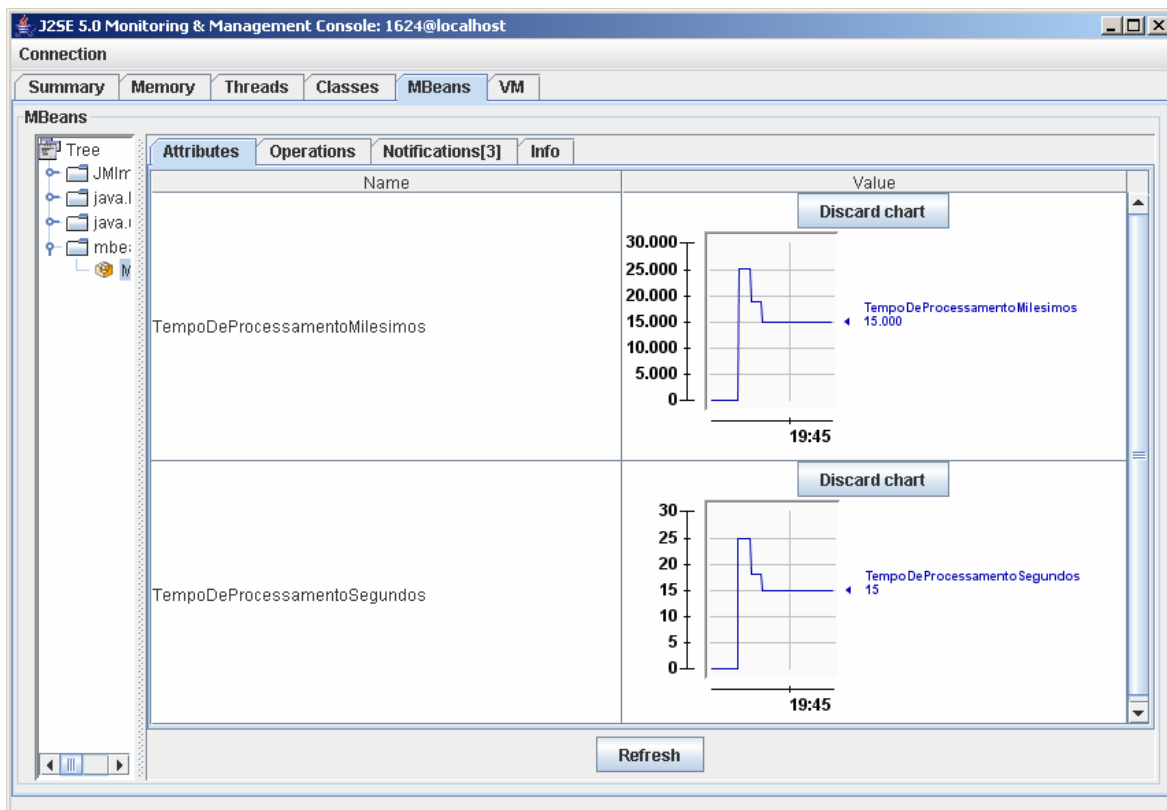 J2SE 5.0 Monitoring & Management Console: 1624@localhost
Connection
Summary Memory Threads Classes MBeans VM
MBeans
Tree
JMIm
java.l
java.u
mbea
M
Attributes Operations Notifications[3] Info
Name Value
TempoDeProcessamentoMilesimos
Discard chart
30.000
25.000
20.000
15.000
10.000
5.000
0
19:45
TempoDeProcessamentoMilesimos
15.000
TempoDeProcessamentoSegundos
Discard chart
30
25
20
15
10
5
0
19:45
TempoDeProcessamentoSegundos
15
Refresh